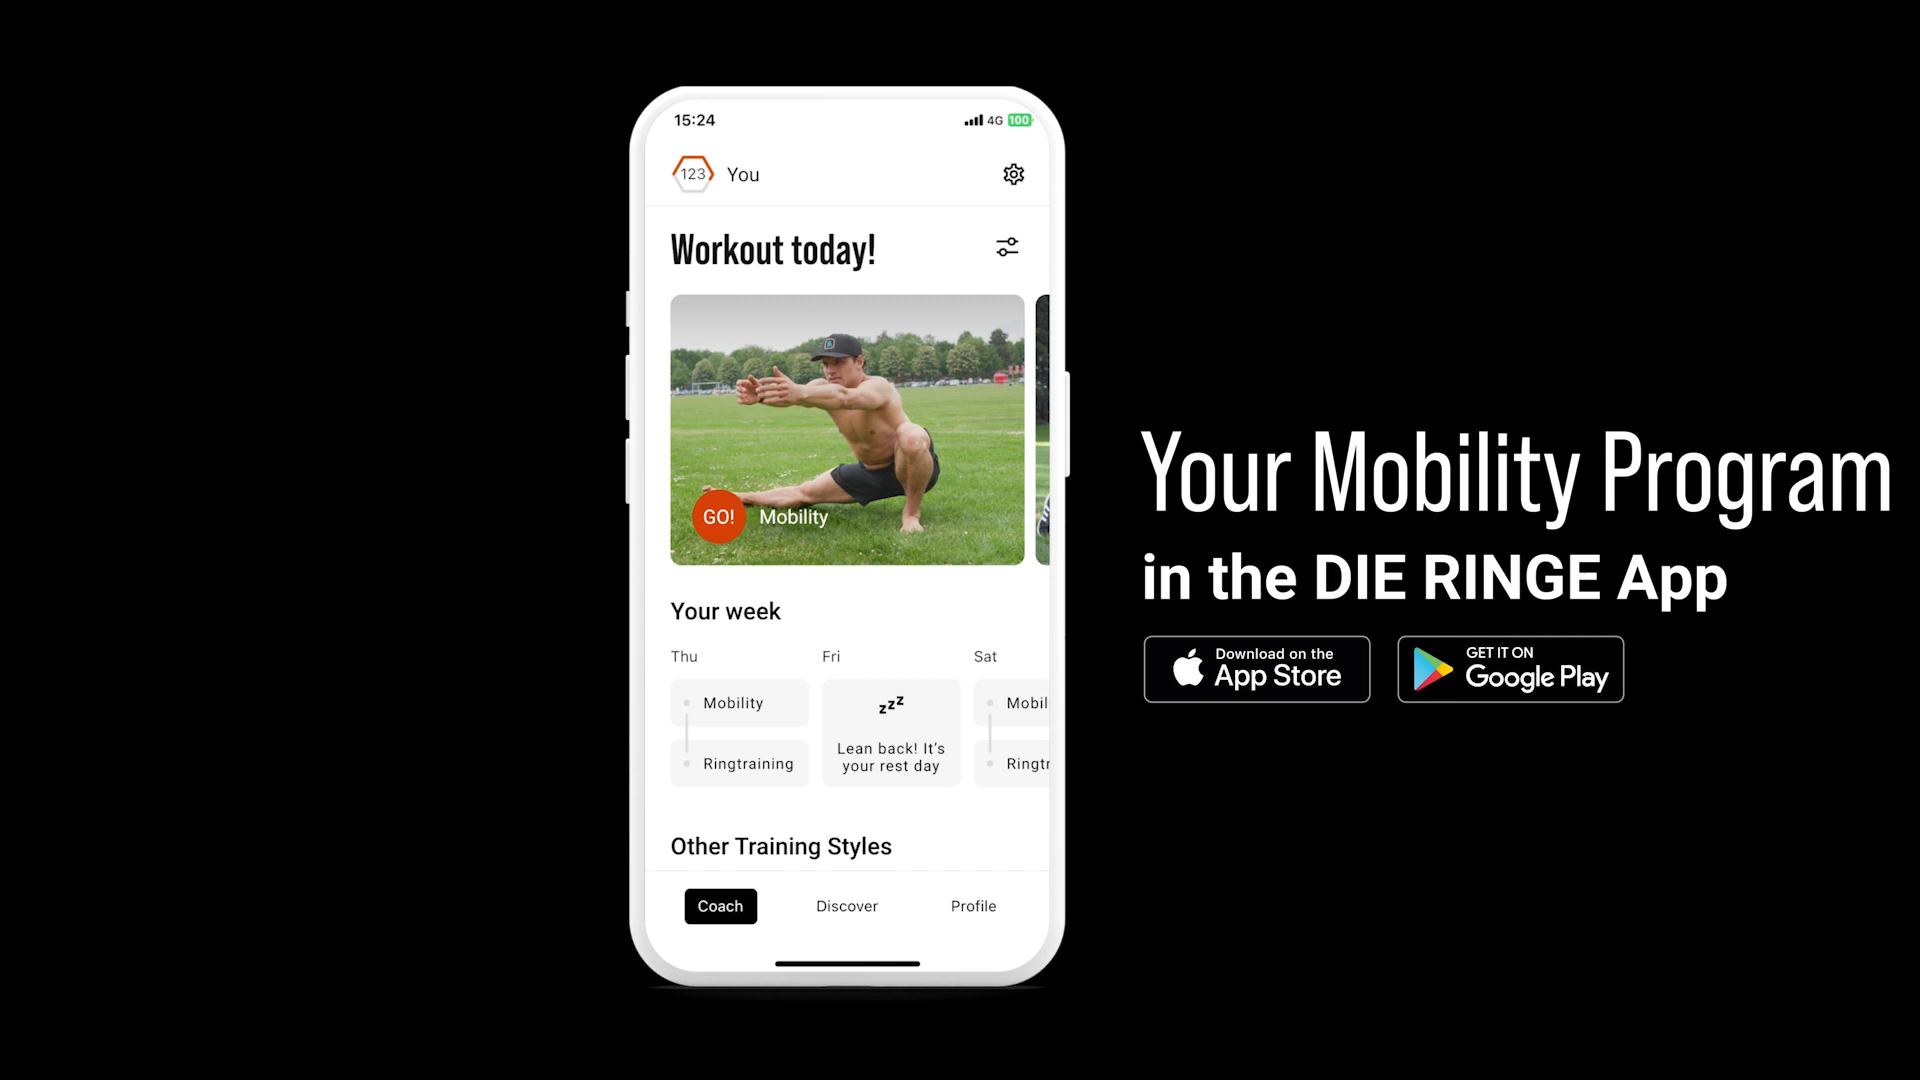 15:24
4G 100
123 You
Workout today!
GO! Mobility
Your week
Thu Fri Sat
Mobility
Ringtraining
zzz
Lean back! It's
your rest day
Mobil
Ringtr
Other Training Styles
Coach Discover Profile
Your Mobility Program
in the DIE RINGE App
Download on the
App Store
GET IT ON
Google Play